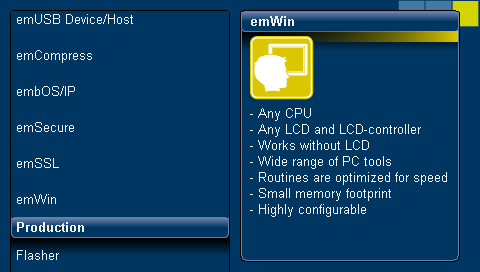 emUSB Device/Host
emCompress
embOS/IP
emSecure
emSSL
emWin
Production
Flasher
emWin
- Any CPU
- Any LCD and LCD-controller
- Works without LCD
- Wide range of PC tools
- Routines are optimized for speed
- Small memory footprint
- Highly configurable